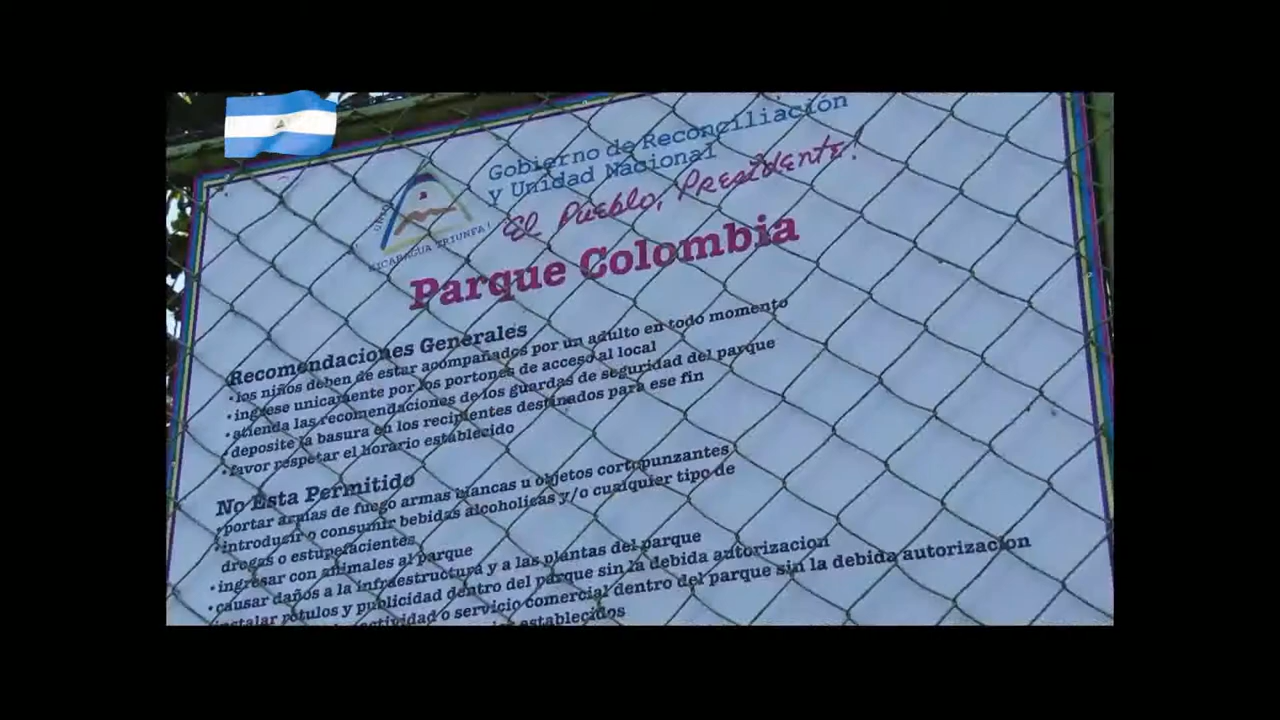 Gobierno de Reconciliación
y Unidad Nacional
El Pueblo, Presidente!
UNIDA
NICARAGUA TRIUNFA!
Parque Colombia
Recomendaciones Generales
• los niños deben de estar acompañados por un adulto en todo momento
• ingrese unicamente por los portones de acceso al local
• atienda las recomendaciones de los guardas de seguridad del parque
• deposite la basura en los recipientes destinados para ese fin
• favor respetar el horario establecido
No Esta Permitido
• portar armas de fuego armas blancas u objetos cortopunzantes
• introducir o consumir bebidas alcoholicas y/o cualquier tipo de
drogas o estupefacientes
• ingresar con animales al parque
• causar daños a la infraestructura y a las plantas del parque
instalar rotulos y publicidad dentro del parque sin la debida autorizacion
actividad o servicio comercial dentro del parque sin la debida autorizacion
establecidos